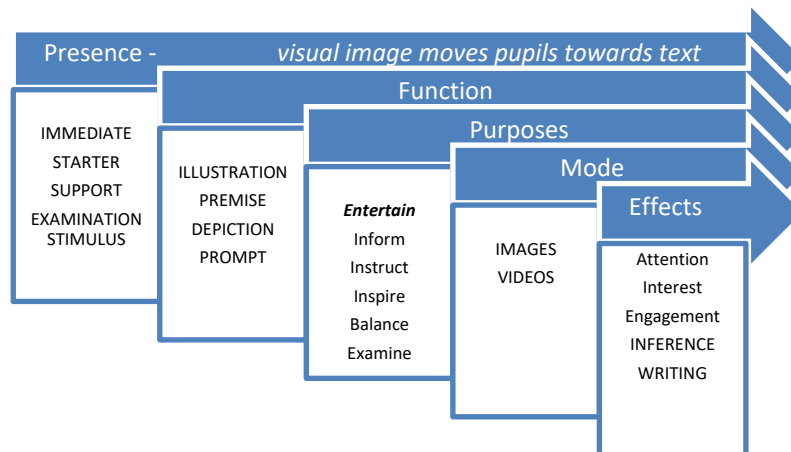 Presence - visual image moves pupils towards text
IMMEDIATE
STARTER
SUPPORT
EXAMINATION
STIMULUS
Function
ILLUSTRATION
PREMISE
DEPICTION
PROMPT
Purposes
Entertain
Inform
Instruct
Inspire
Balance
Examine
Mode
IMAGES
VIDEOS
Effects
Attention
Interest
Engagement
INFERENCE
WRITING